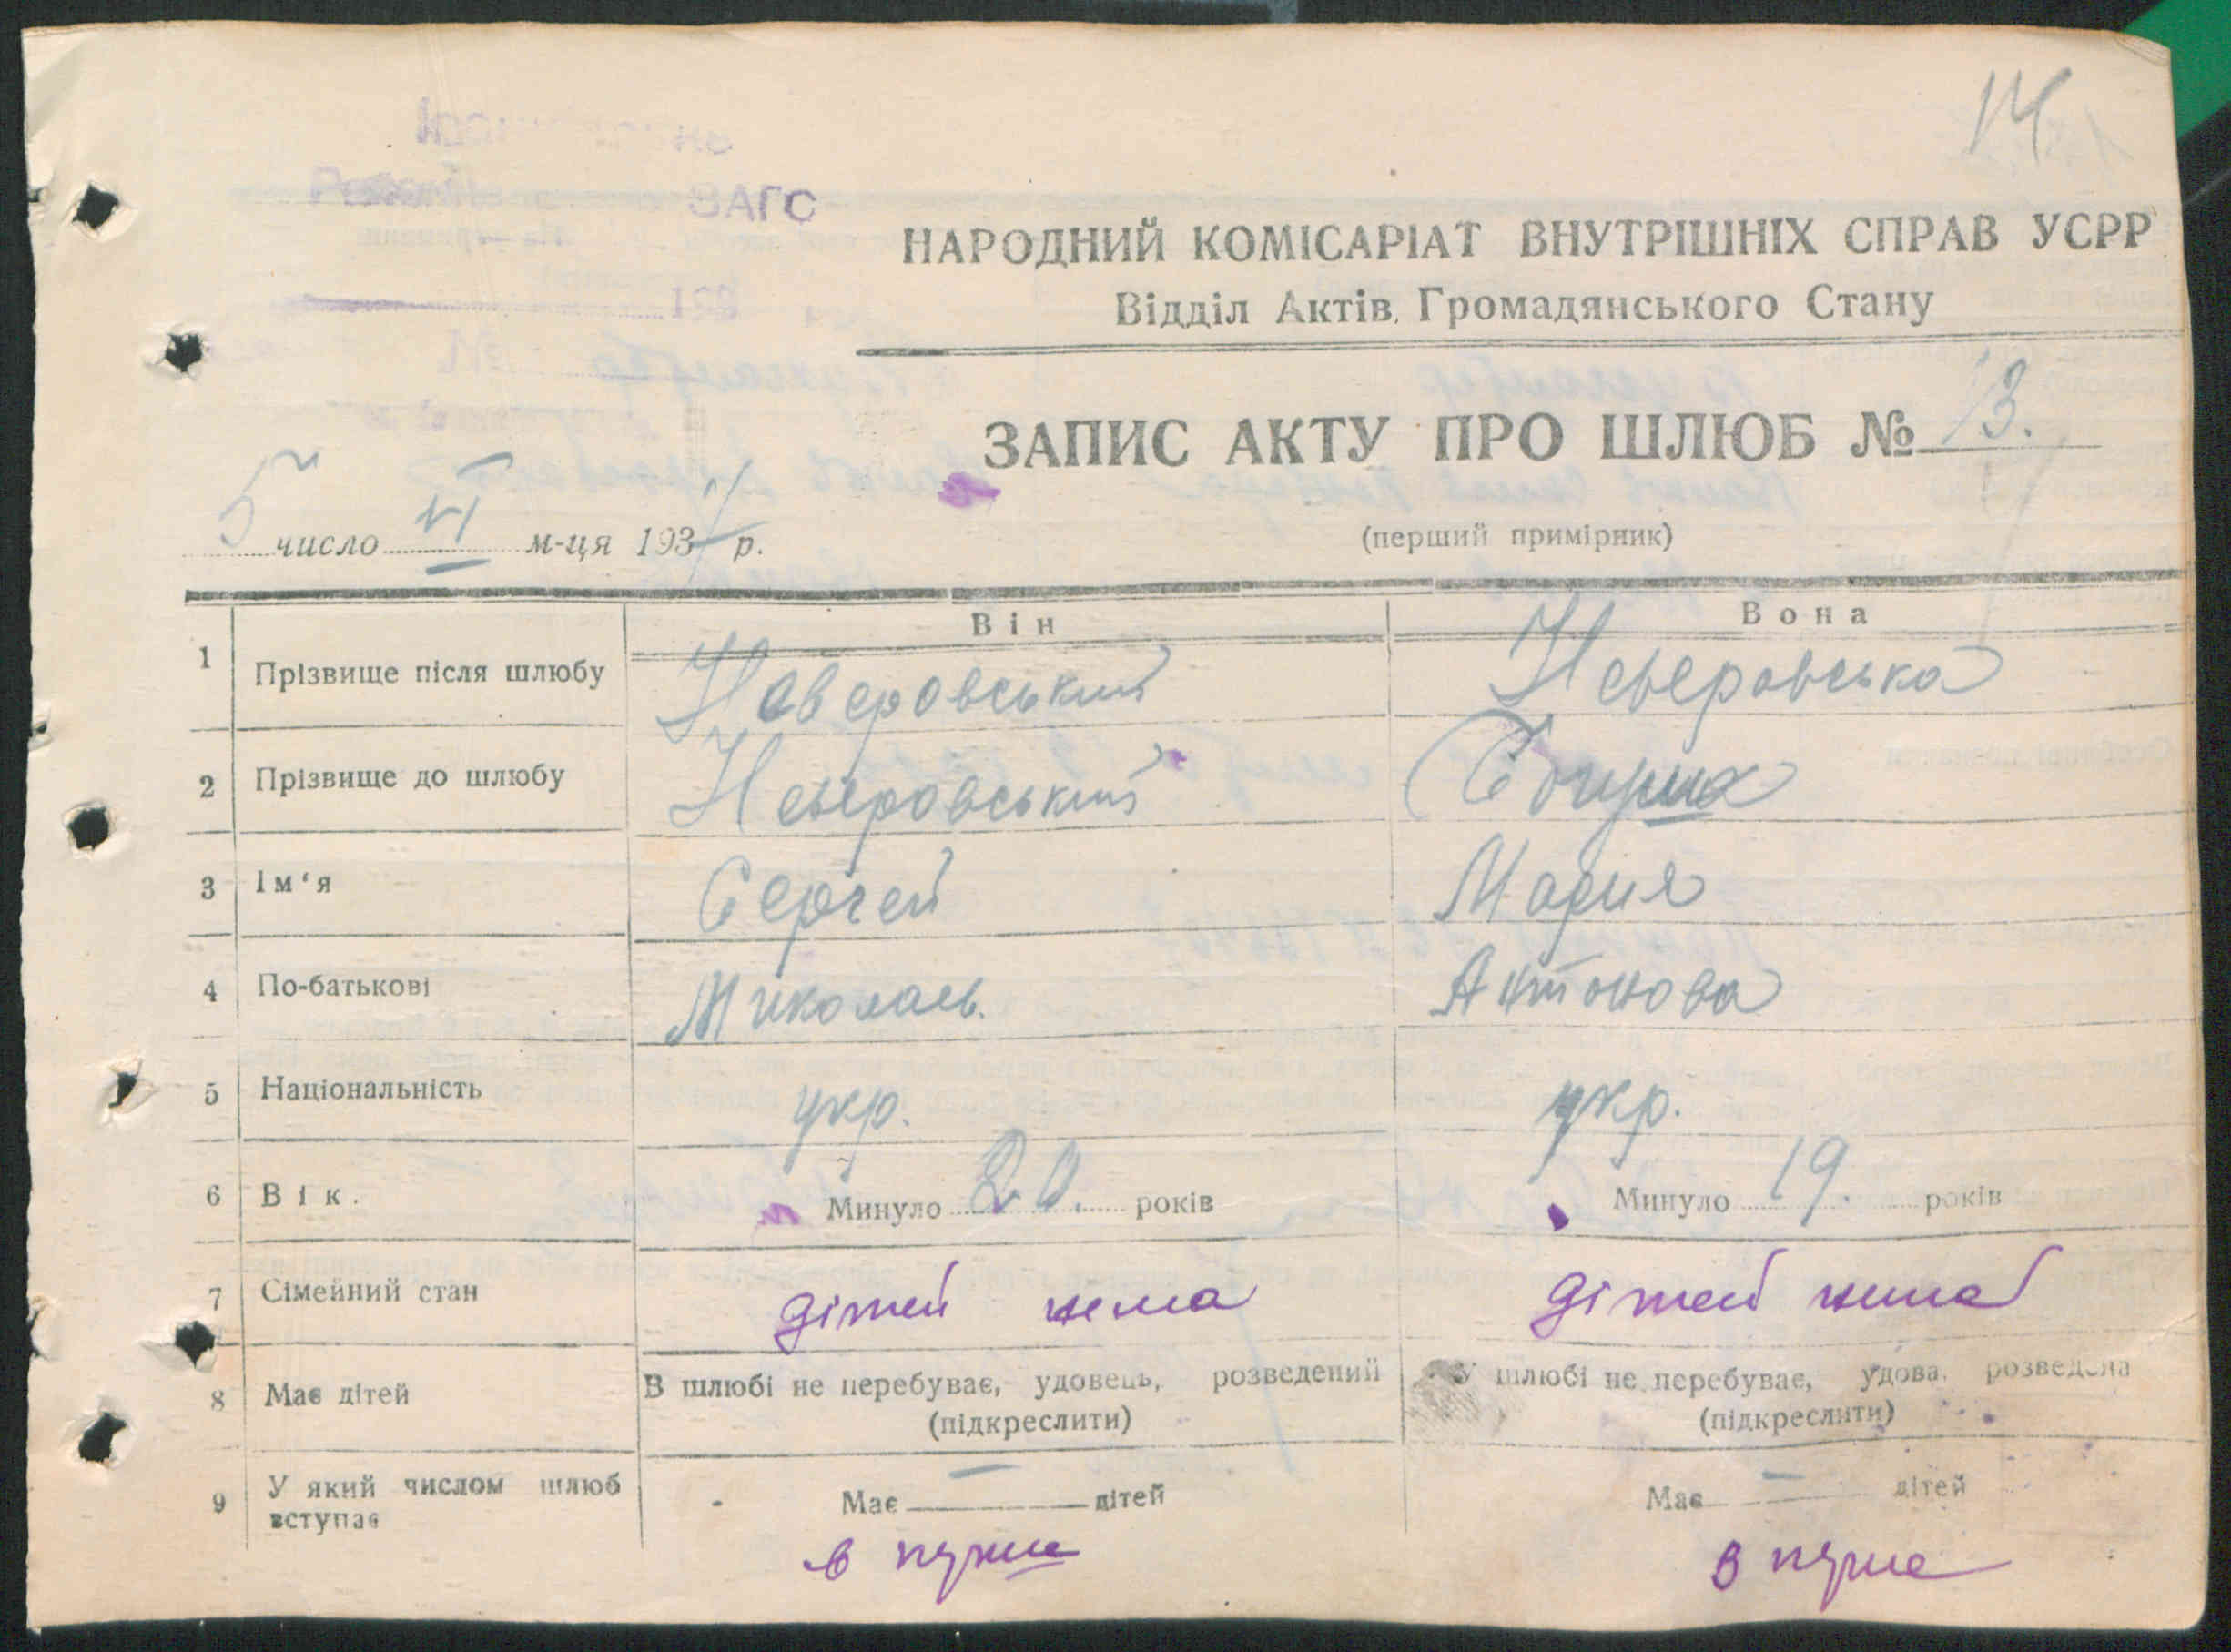 14
ЗАГС
193
НАРОДНИЙ КОМІСАРІАТ ВНУТРІШНІХ СПРАВ УСРР
Відділ Актів Громадянського Стану
ЗАПИС АКТУ ПРО ШЛЮБ № 13.
5 число VI м-ця 1937 р.
(перший примірник)
Він Вона
1 Прізвище після шлюбу Неверовський Неверовська
2 Прізвище до шлюбу Неверовський
3 Ім'я Сергей Мария
4 По-батькові Миколаєв. Антонова
5 Національність укр. укр.
6 Вік. Минуло 20. років Минуло 19. років
7 Сімейний стан дітей нема дітей нема
8 Має дітей В шлюбі не перебуває, удовець, розведений У шлюбі не перебуває, удова, розведена
(підкреслити) (підкреслити)
9 У який числом шлюб вступає Має — дітей Має — дітей
в перше в перше